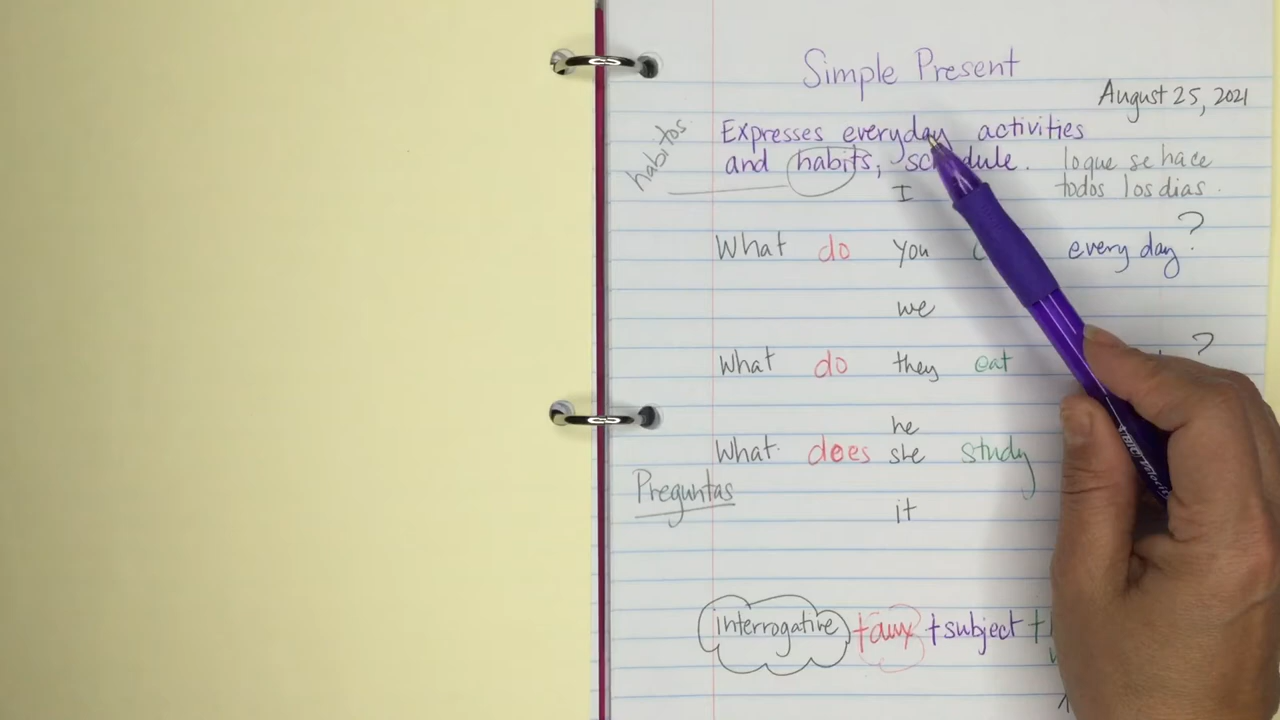 Simple Present
August 25, 2021
habitos
Expresses everyday activities
and habits, schedule. lo que se hace
todos los dias.
I
What do you every day?
we
What do they eat ?
he
What does she study
Preguntas
it
interrogative + aux + subject +